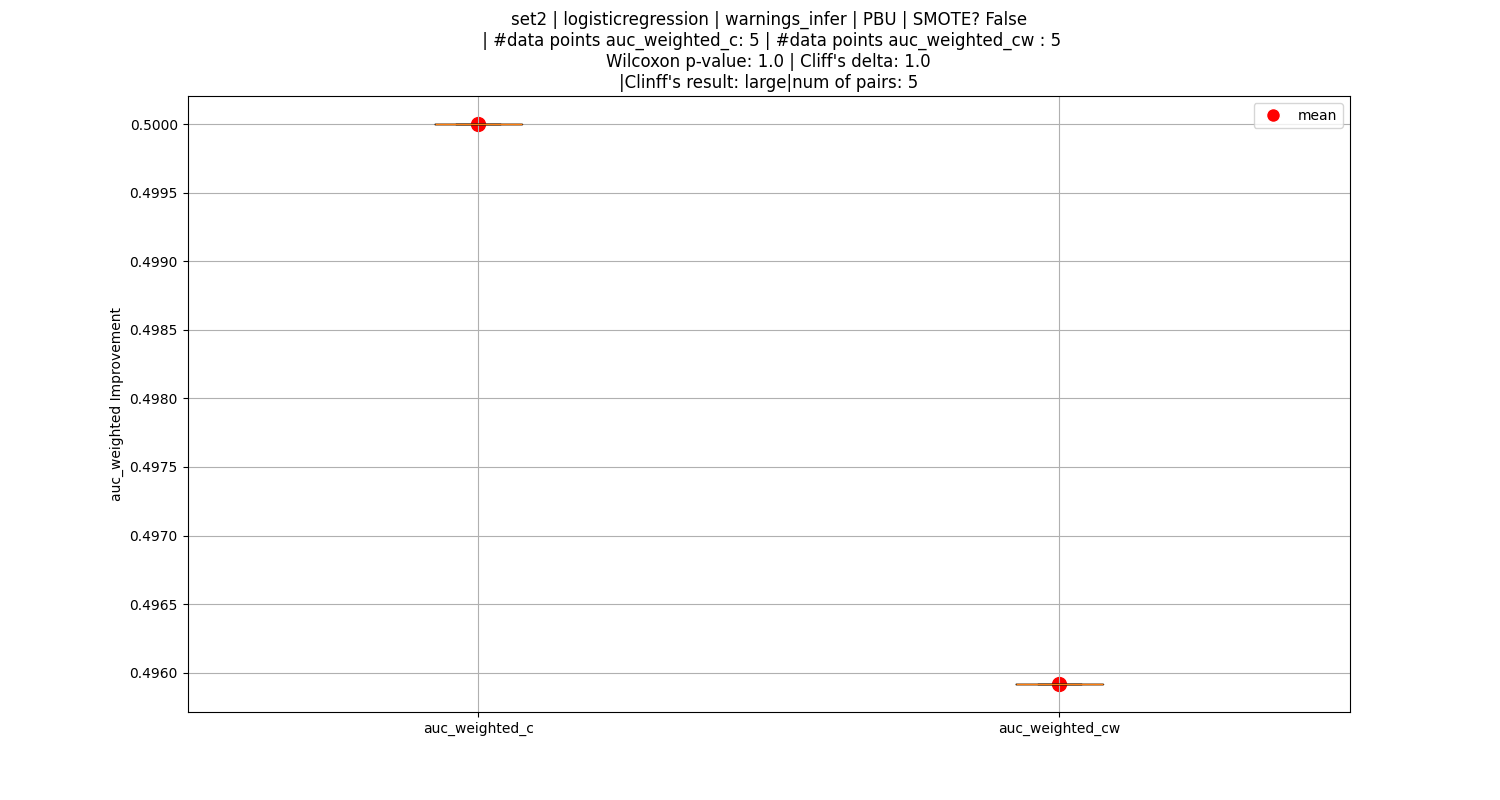 set2 | logisticregression | warnings_infer | PBU | SMOTE? False
| #data points auc_weighted_c: 5 | #data points auc_weighted_cw : 5
Wilcoxon p-value: 1.0 | Cliff's delta: 1.0
|Clinff's result: large|num of pairs: 5
mean
0.5000
0.4995
0.4990
0.4985
0.4980
0.4975
0.4970
0.4965
0.4960
auc_weighted Improvement
auc_weighted_c
auc_weighted_cw